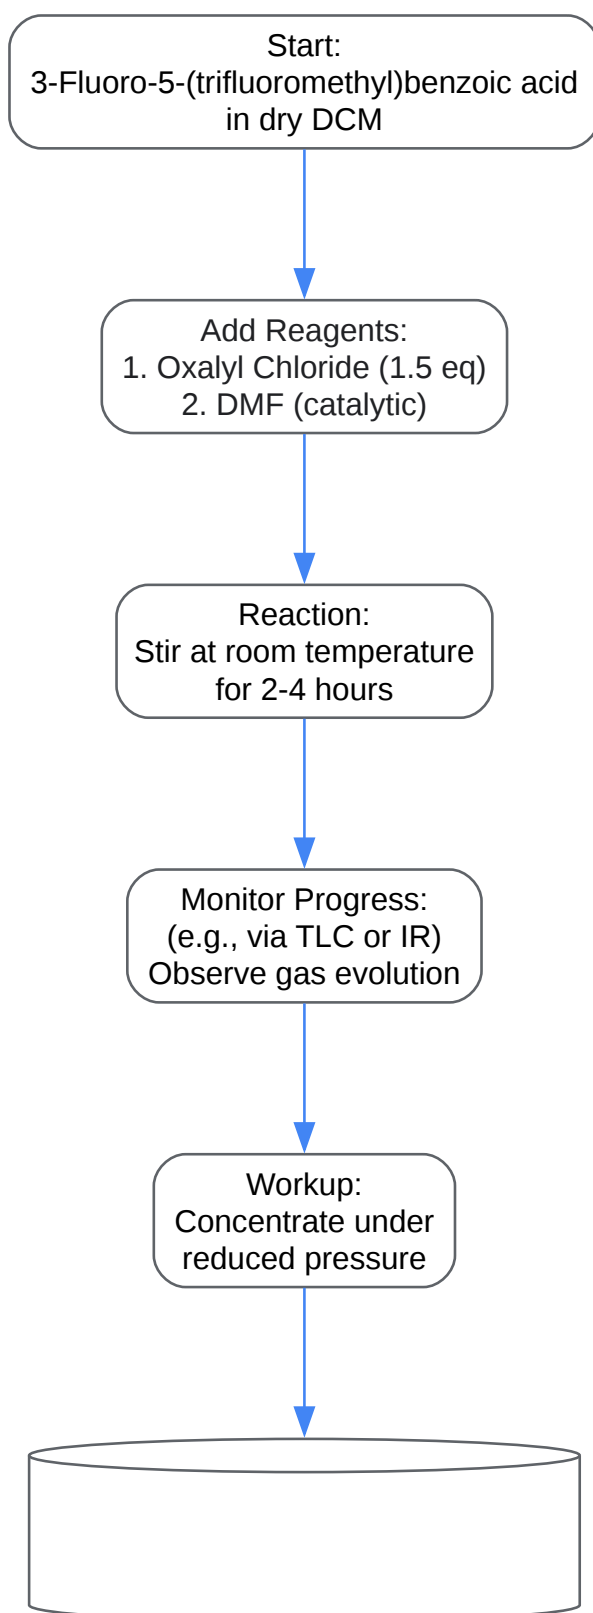 Start:
3-Fluoro-5-(trifluoromethyl)benzoic acid
in dry DCM
Add Reagents:
1. Oxalyl Chloride (1.5 eq)
2. DMF (catalytic)
Reaction:
Stir at room temperature
for 2-4 hours
Monitor Progress:
(e.g., via TLC or IR)
Observe gas evolution
Workup:
Concentrate under
reduced pressure